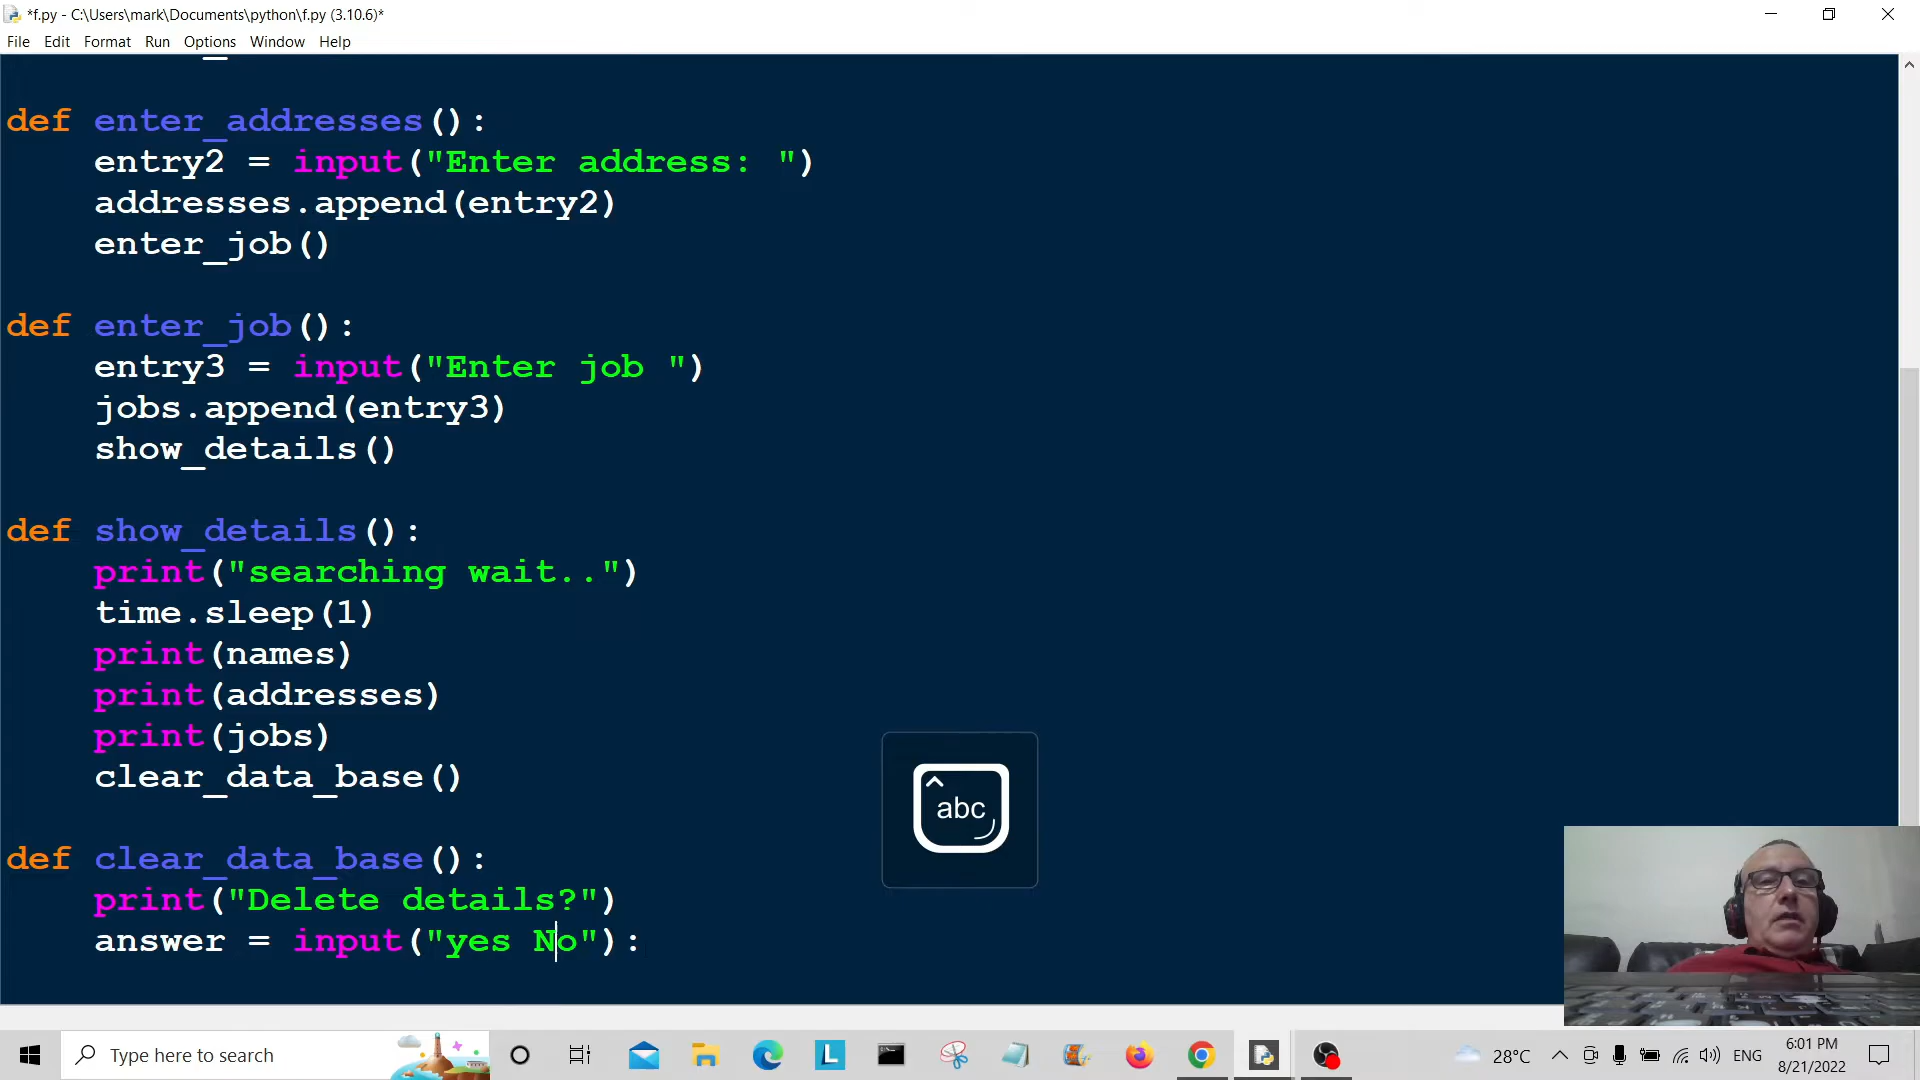 *f.py - C:\Users\mark\Documents\python\f.py (3.10.6)*
File Edit Format Run Options Window Help
def enter_addresses():
entry2 = input("Enter address: ")
addresses.append(entry2)
enter_job()
def enter_job():
entry3 = input("Enter job ")
jobs.append(entry3)
show_details()
def show_details():
print("searching wait..")
time.sleep(1)
print(names)
print(addresses)
print(jobs)
clear_data_base()
abc
def clear_data_base():
print("Delete details?")
answer = input("yes No"):
Type here to search
L
28°C
ENG
6:01 PM
8/21/2022